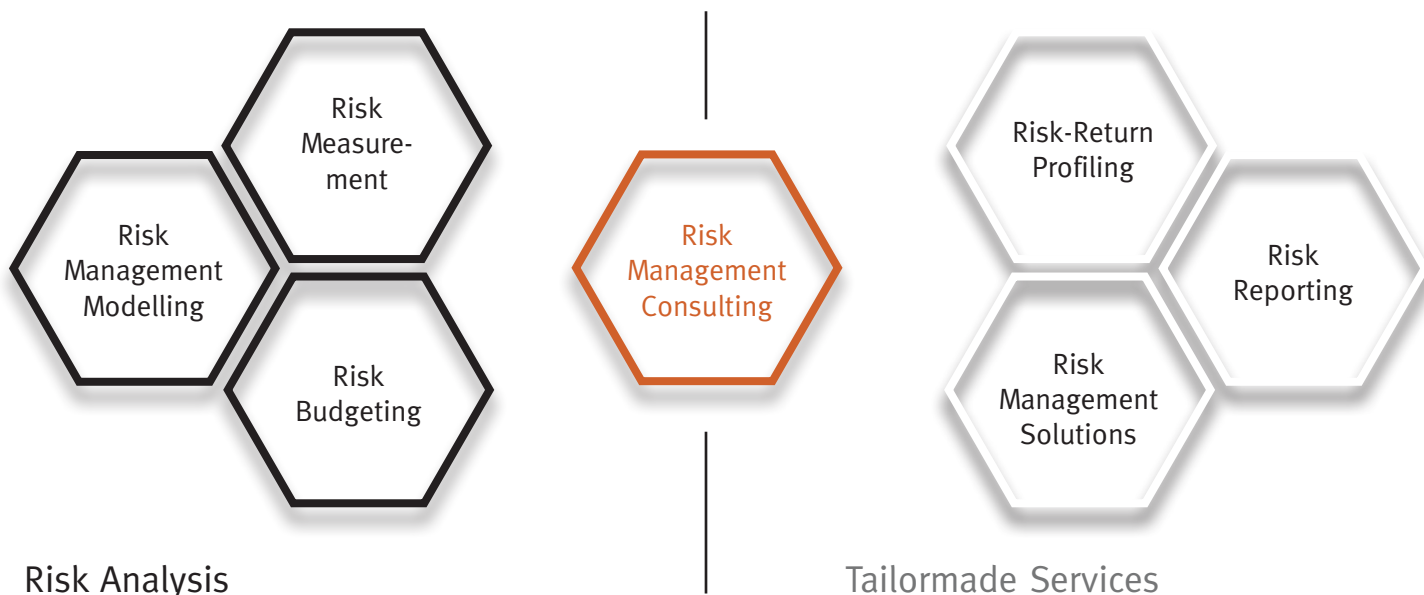 Risk
Measure-
ment
Risk
Management
Modelling
Risk
Budgeting
Risk
Management
Consulting
Risk-Return
Profiling
Risk
Reporting
Risk
Management
Solutions
Risk Analysis
Tailormade Services